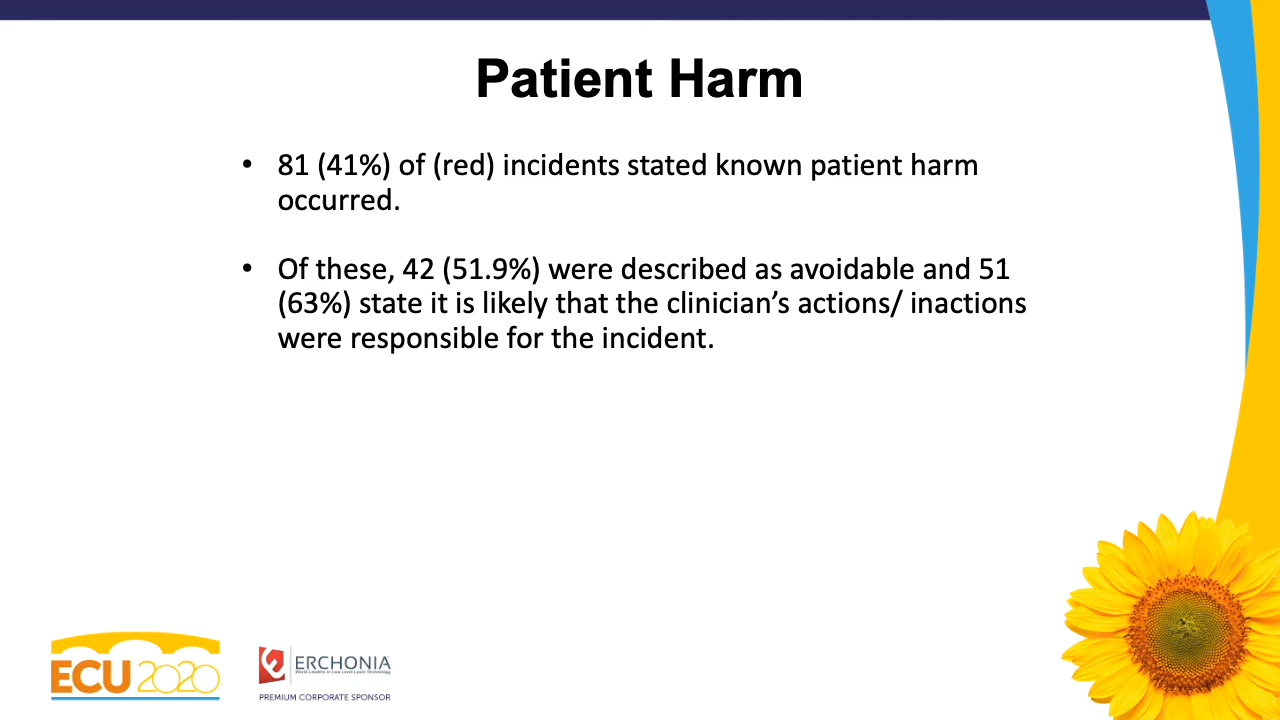 Patient Harm
• 81 (41%) of (red) incidents stated known patient harm
occurred.
• Of these, 42 (51.9%) were described as avoidable and 51
(63%) state it is likely that the clinician’s actions/ inactions
were responsible for the incident.
ECU2020
ERCHONIA
World Leaders in Low Level Laser Technology
PREMIUM CORPORATE SPONSOR